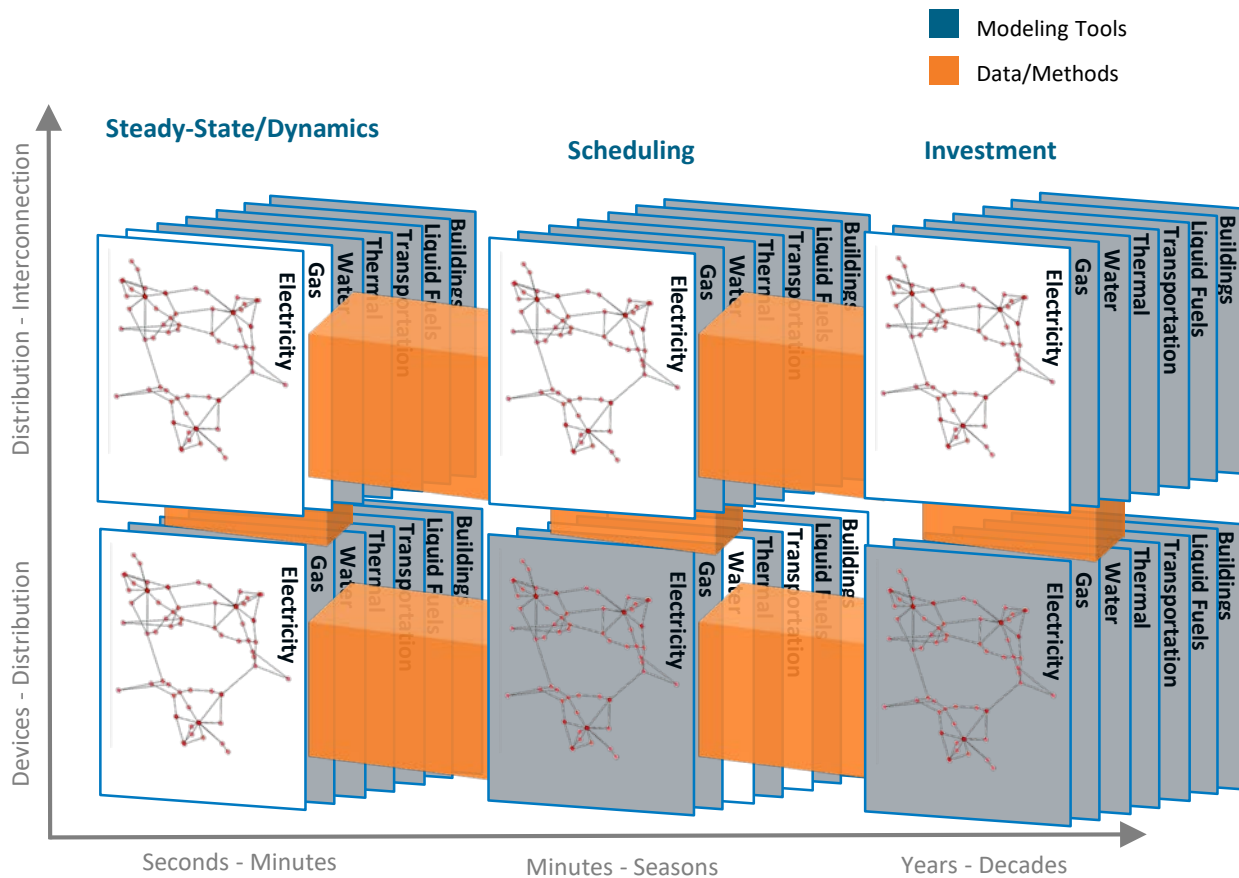 Modeling Tools
Data/Methods
Steady-State/Dynamics
Scheduling
Investment
Distribution - Interconnection
Devices - Distribution
Electricity
Gas
Water
Thermal
Transportation
Liquid Fuels
Buildings
Electricity
Gas
Water
Thermal
Transportation
Liquid Fuels
Buildings
Electricity
Gas
Water
Thermal
Transportation
Liquid Fuels
Buildings
Electricity
Gas
Water
Thermal
Transportation
Liquid Fuels
Buildings
Electricity
Gas
Water
Thermal
Transportation
Liquid Fuels
Buildings
Electricity
Gas
Water
Thermal
Transportation
Liquid Fuels
Buildings
Seconds - Minutes
Minutes - Seasons
Years - Decades